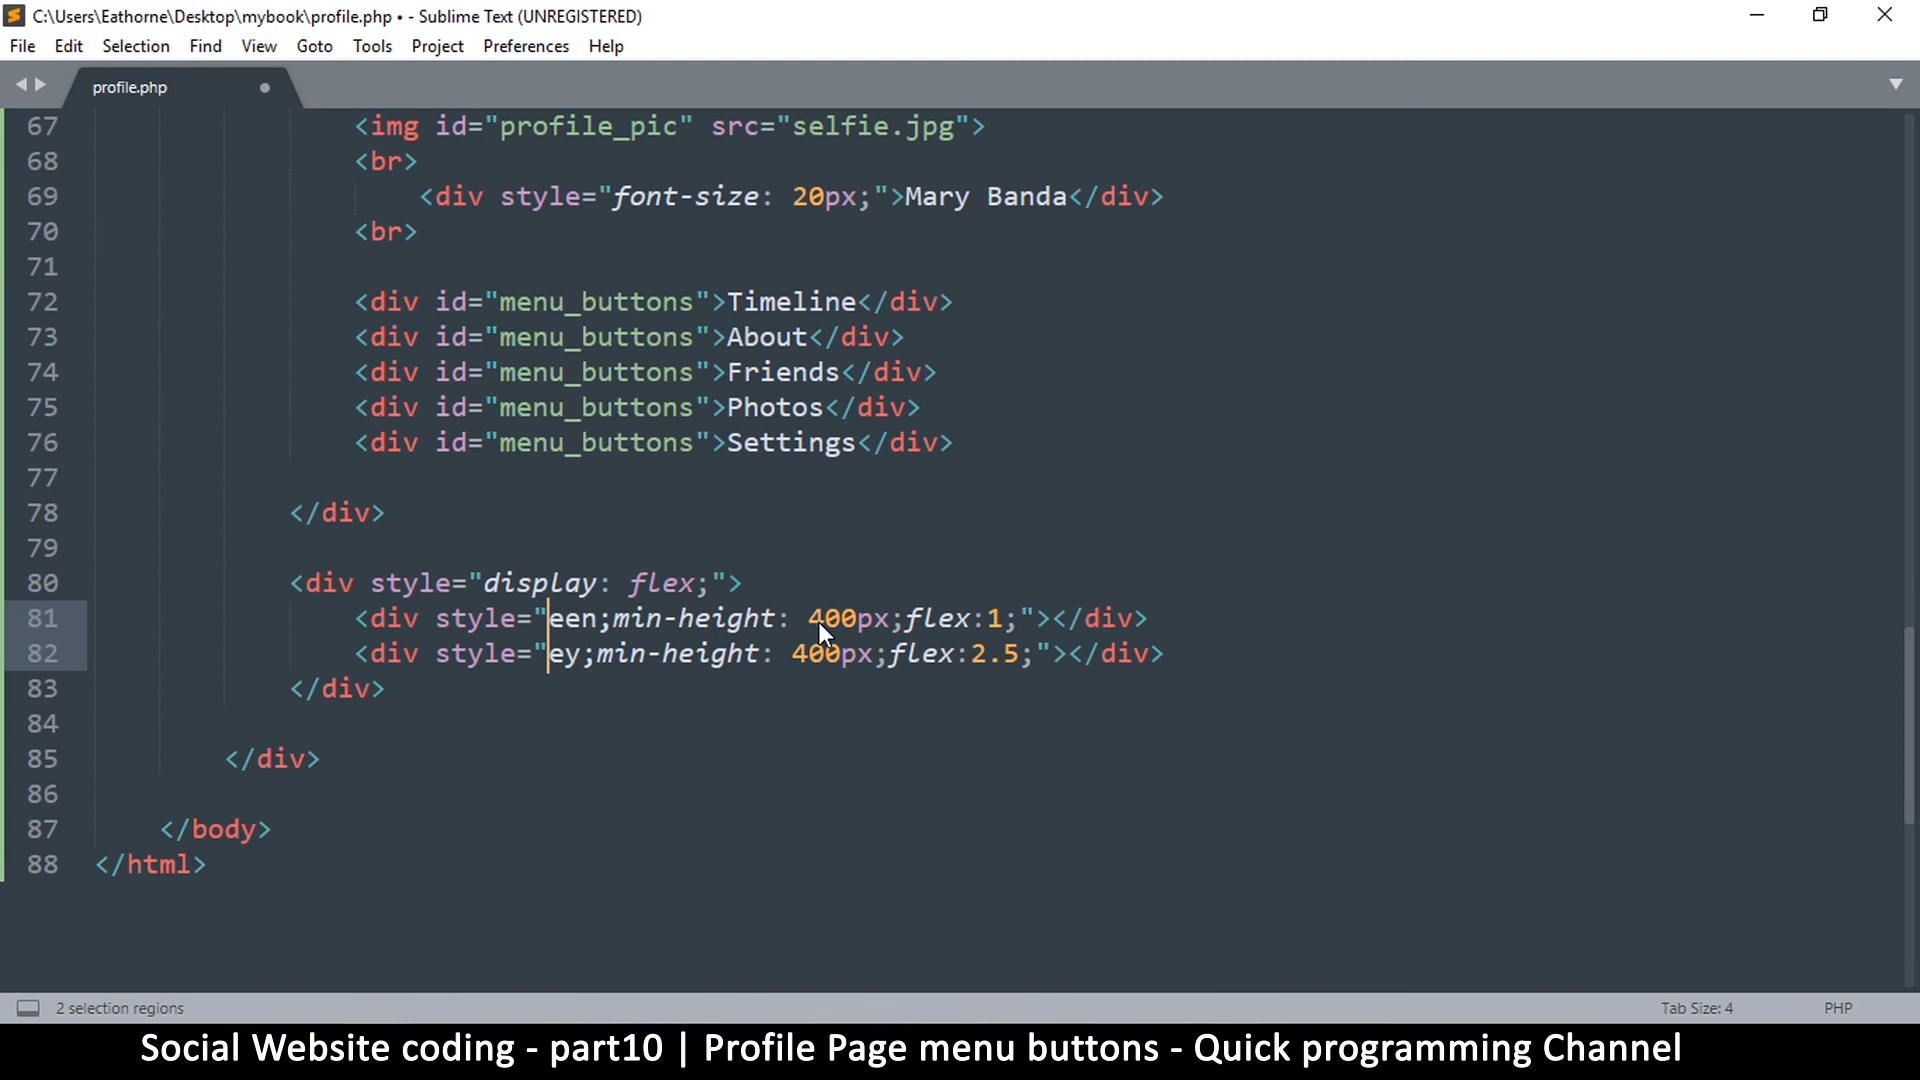 C:\Users\Eathorne\Desktop\mybook\profile.php • - Sublime Text (UNREGISTERED)
File Edit Selection Find View Goto Tools Project Preferences Help
profile.php
67 <img id="profile_pic" src="selfie.jpg">
68 <br>
69 <div style="font-size: 20px;">Mary Banda</div>
70 <br>
71
72 <div id="menu_buttons">Timeline</div>
73 <div id="menu_buttons">About</div>
74 <div id="menu_buttons">Friends</div>
75 <div id="menu_buttons">Photos</div>
76 <div id="menu_buttons">Settings</div>
77
78 </div>
79
80 <div style="display: flex;">
81 <div style="een;min-height: 400px;flex:1;"></div>
82 <div style="ey;min-height: 400px;flex:2.5;"></div>
83 </div>
84
85 </div>
86
87 </body>
88 </html>
2 selection regions Tab Size: 4 PHP
Social Website coding - part10 | Profile Page menu buttons - Quick programming Channel